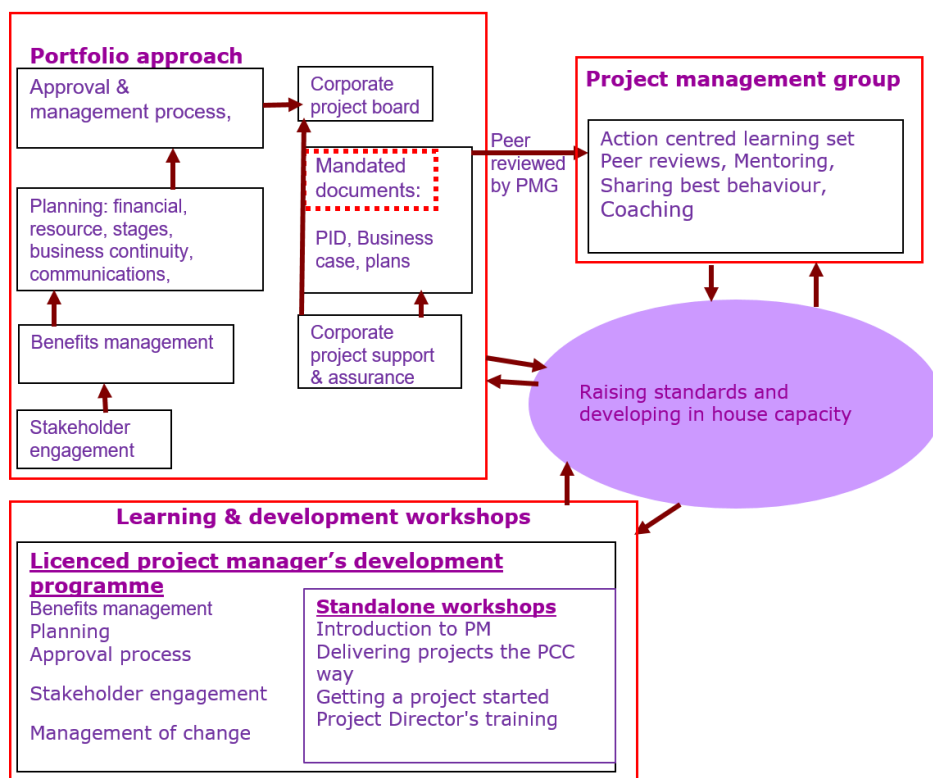 Portfolio approach
Approval &
management process,
Corporate
project board
Mandated
documents:
PID, Business
case, plans
Planning: financial,
resource, stages,
business continuity,
communications,
Benefits management
Corporate
project support
& assurance
Stakeholder
engagement
Peer
reviewed
by PMG
Project management group
Action centred learning set
Peer reviews, Mentoring,
Sharing best behaviour,
Coaching
Raising standards and
developing in house capacity
Learning & development workshops
Licenced project manager’s development
programme
Benefits management
Planning
Approval process
Stakeholder engagement
Management of change
Standalone workshops
Introduction to PM
Delivering projects the PCC
way
Getting a project started
Project Director's training